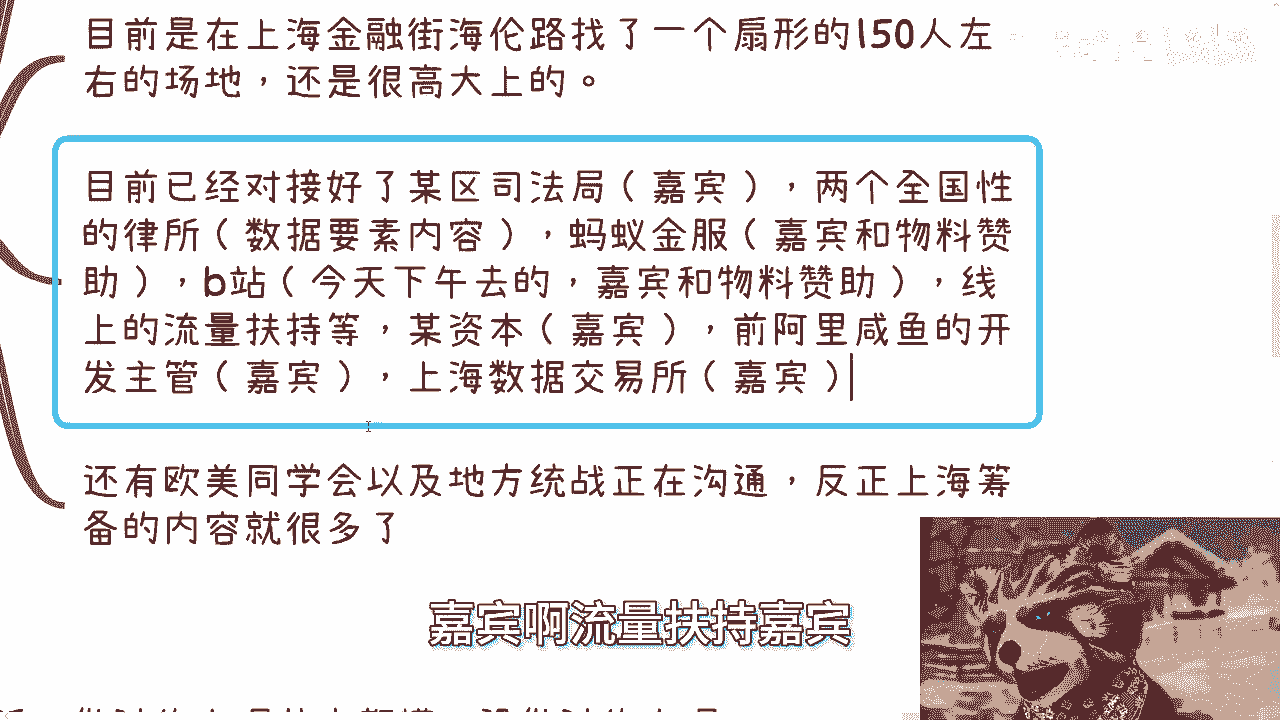 目前是在上海金融街海伦路找了一个扇形的150人左
右的场地，还是很高大上的。
目前已经对接好了某区司法局（嘉宾），两个全国性
的律所（数据要素内容），蚂蚁金服（嘉宾和物料赞
助），b站（今天下午去的，嘉宾和物料赞助），线
上的流量扶持等，某资本（嘉宾），前阿里咸鱼的开
发主管（嘉宾），上海数据交易所（嘉宾）
还有欧美同学会以及地方统战正在沟通，反正上海筹
备的内容就很多了
嘉宾啊流量扶持嘉宾